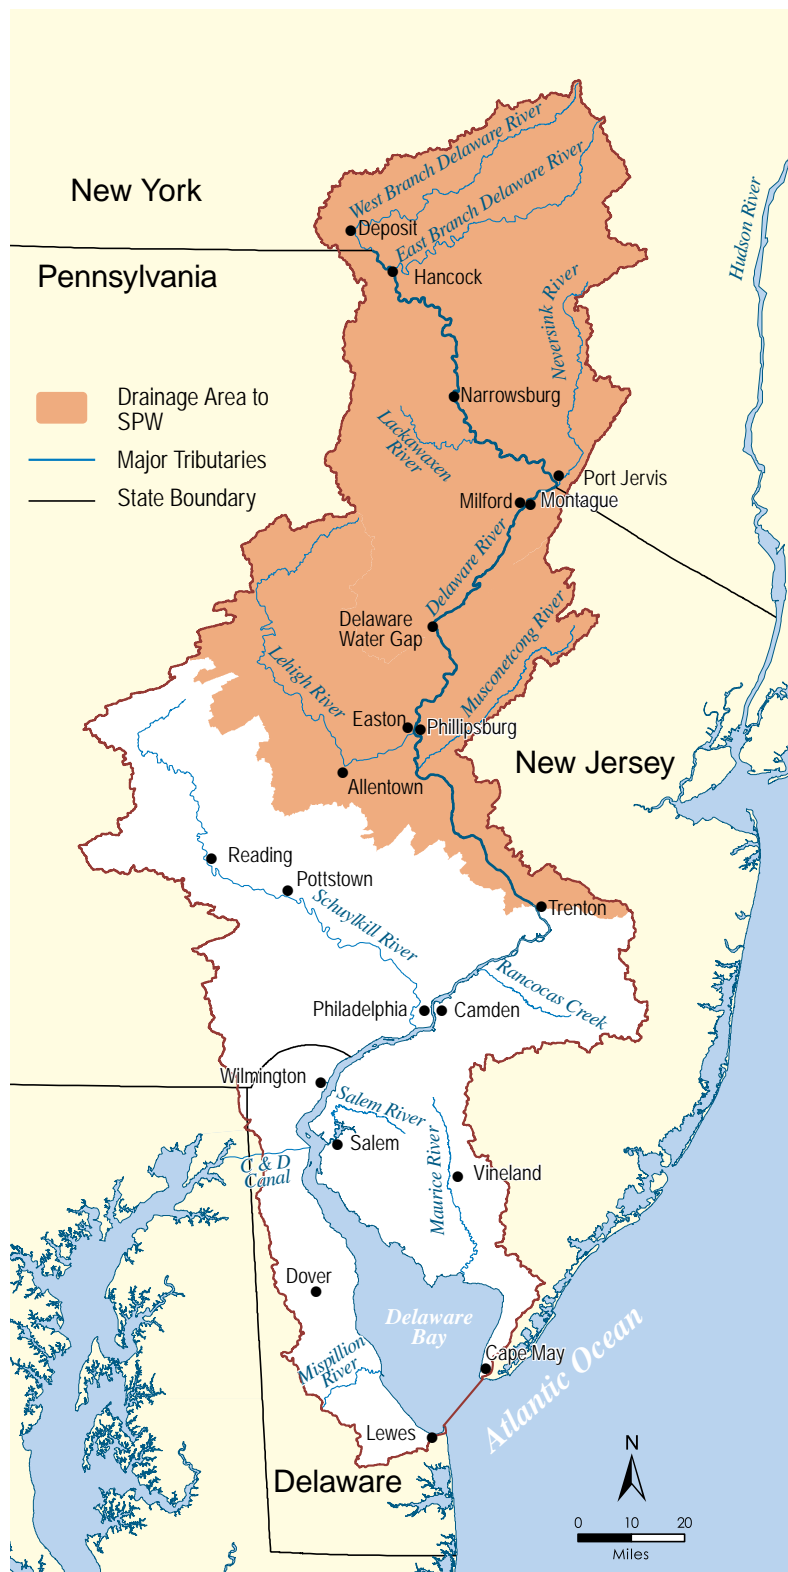 West Branch Delaware River
East Branch Delaware River
New York
Hudson River
Deposit
Pennsylvania
Hancock
Neversink River
Drainage Area to
SPW
Narrowsburg
Lackawaxen
River
Major Tributaries
Port Jervis
State Boundary
Milford
Montague
Delaware River
Delaware
Water Gap
Musconetcong River
Lehigh River
Easton
Phillipsburg
New Jersey
Allentown
Reading
Pottstown
Schuylkill River
Trenton
Rancocas Creek
Philadelphia
Camden
Wilmington
Salem River
Salem
C & D
Canal
Maurice River
Vineland
Dover
Delaware
Bay
Mispillion
River
Cape May
Atlantic Ocean
Lewes
Delaware
N
0 10 20
Miles